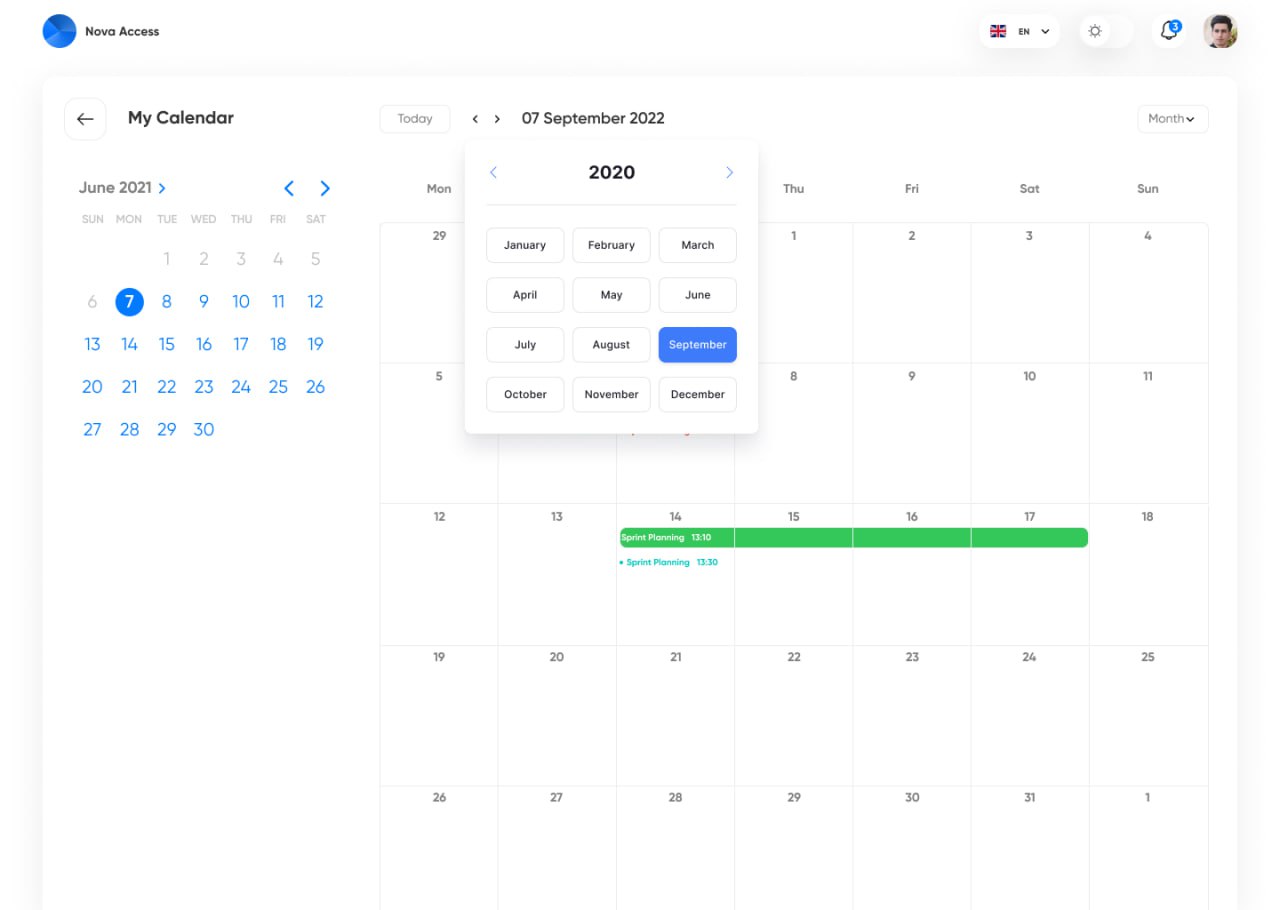 Nova Access
EN
3
My Calendar
Today
07 September 2022
Month
2020
January February March
April May June
July August September
October November December
June 2021
SUN MON TUE WED THU FRI SAT
1 2 3 4 5
6 7 8 9 10 11 12
13 14 15 16 17 18 19
20 21 22 23 24 25 26
27 28 29 30
Mon Thu Fri Sat Sun
29 1 2 3 4
5 8 9 10 11
12 13 14 15 16 17 18
Sprint Planning 13:10
Sprint Planning 13:30
19 20 21 22 23 24 25
26 27 28 29 30 31 1